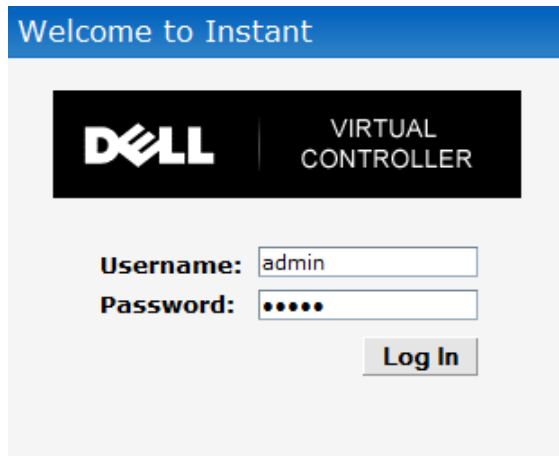 Welcome to Instant
DELL
VIRTUAL
CONTROLLER
Username: admin
Password: •••••
Log In